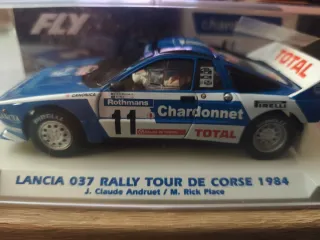 FLY
TOTAL
Rothmans
11
Chardonnet
PIRELLI
TOTAL
LANCIA 037 RALLY TOUR DE CORSE 1984
J. Claude Andruet / M. Rick Place